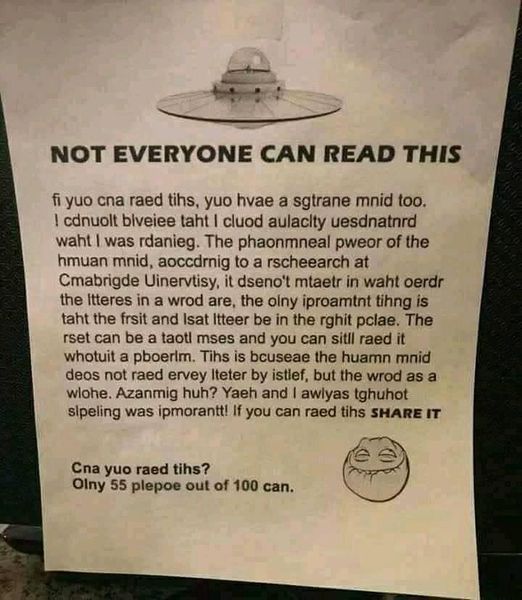 NOT EVERYONE CAN READ THIS
fi yuo cna raed tihs, yuo hvae a sgtrane mnid too.
I cdnuolt blveiee taht I cluod aulaclty uesdnatnrd
waht I was rdanieg. The phaonmneal pweor of the
hmuan mnid, aoccdrnig to a rscheearch at
Cmabrigde Uinervtisy, it dseno't mtaetr in waht oerdr
the ltteres in a wrod are, the olny iproamtnt tihng is
taht the frsit and lsat ltteer be in the rghit pclae. The
rset can be a taotl mses and you can sitll raed it
whotuit a pboerlm. Tihs is bcuseae the huamn mnid
deos not raed ervey lteter by istlef, but the wrod as a
wlohe. Azanmig huh? Yaeh and I awlyas tghuhot
slpeling was ipmorantt! If you can raed tihs SHARE IT
Cna yuo raed tihs?
Olny 55 plepoe out of 100 can.